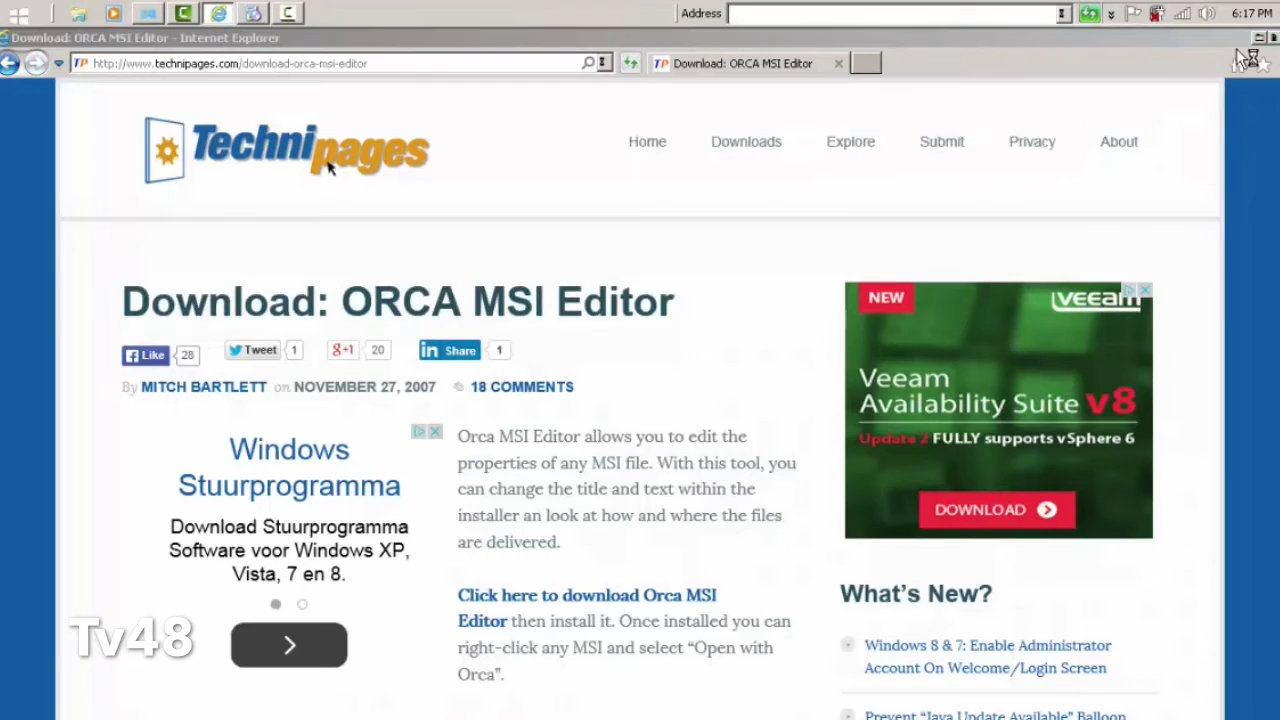 Address
6:17 PM
Download: ORCA MSI Editor - Internet Explorer
TP http://www.technipages.com/download-orca-msi-editor
TP Download: ORCA MSI Editor
Technipages
Home Downloads Explore Submit Privacy About
Download: ORCA MSI Editor
Like 28 Tweet 1 g+1 20 in Share 1
By MITCH BARTLETT on NOVEMBER 27, 2007 18 COMMENTS
Windows
Stuurprogramma
Download Stuurprogramma
Software voor Windows XP,
Vista, 7 en 8.
Orca MSI Editor allows you to edit the
properties of any MSI file. With this tool, you
can change the title and text within the
installer an look at how and where the files
are delivered.
Click here to download Orca MSI
Editor then install it. Once installed you can
right-click any MSI and select “Open with
Orca”.
NEW
veeam
Veeam
Availability Suite v8
Update 2 FULLY supports vSphere 6
DOWNLOAD
What’s New?
Windows 8 & 7: Enable Administrator
Account On Welcome/Login Screen
Prevent “Java Update Available” Balloon
Tv48